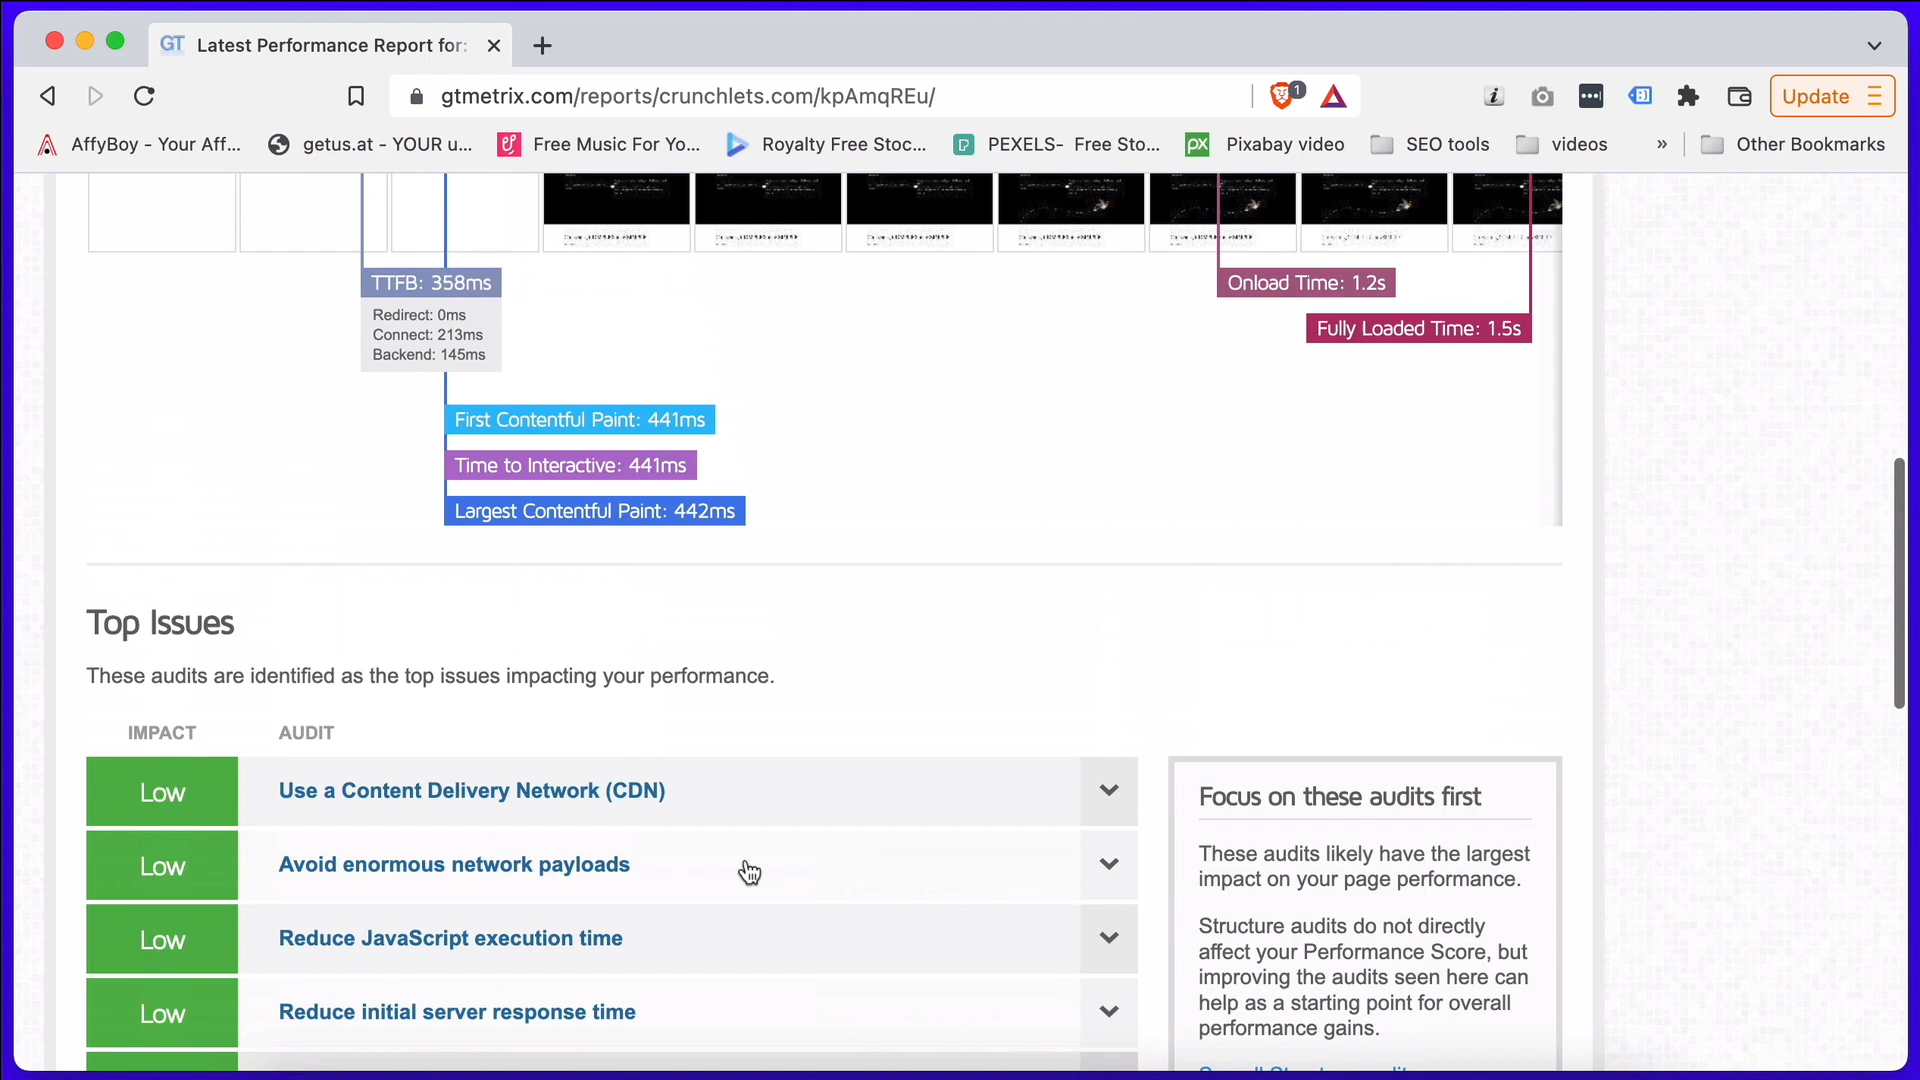 GT Latest Performance Report for:
gtmetrix.com/reports/crunchlets.com/kpAmqREu/
1
Update
AffyBoy - Your Aff...
getus.at - YOUR u...
Free Music For Yo...
Royalty Free Stoc...
PEXELS- Free Sto...
px Pixabay video
SEO tools
videos
»
Other Bookmarks
TTFB: 358ms
Redirect: 0ms
Connect: 213ms
Backend: 145ms
Onload Time: 1.2s
Fully Loaded Time: 1.5s
First Contentful Paint: 441ms
Time to Interactive: 441ms
Largest Contentful Paint: 442ms
Top Issues
These audits are identified as the top issues impacting your performance.
IMPACT AUDIT
Low Use a Content Delivery Network (CDN)
Low Avoid enormous network payloads
Low Reduce JavaScript execution time
Low Reduce initial server response time
Focus on these audits first
These audits likely have the largest
impact on your page performance.
Structure audits do not directly
affect your Performance Score, but
improving the audits seen here can
help as a starting point for overall
performance gains.